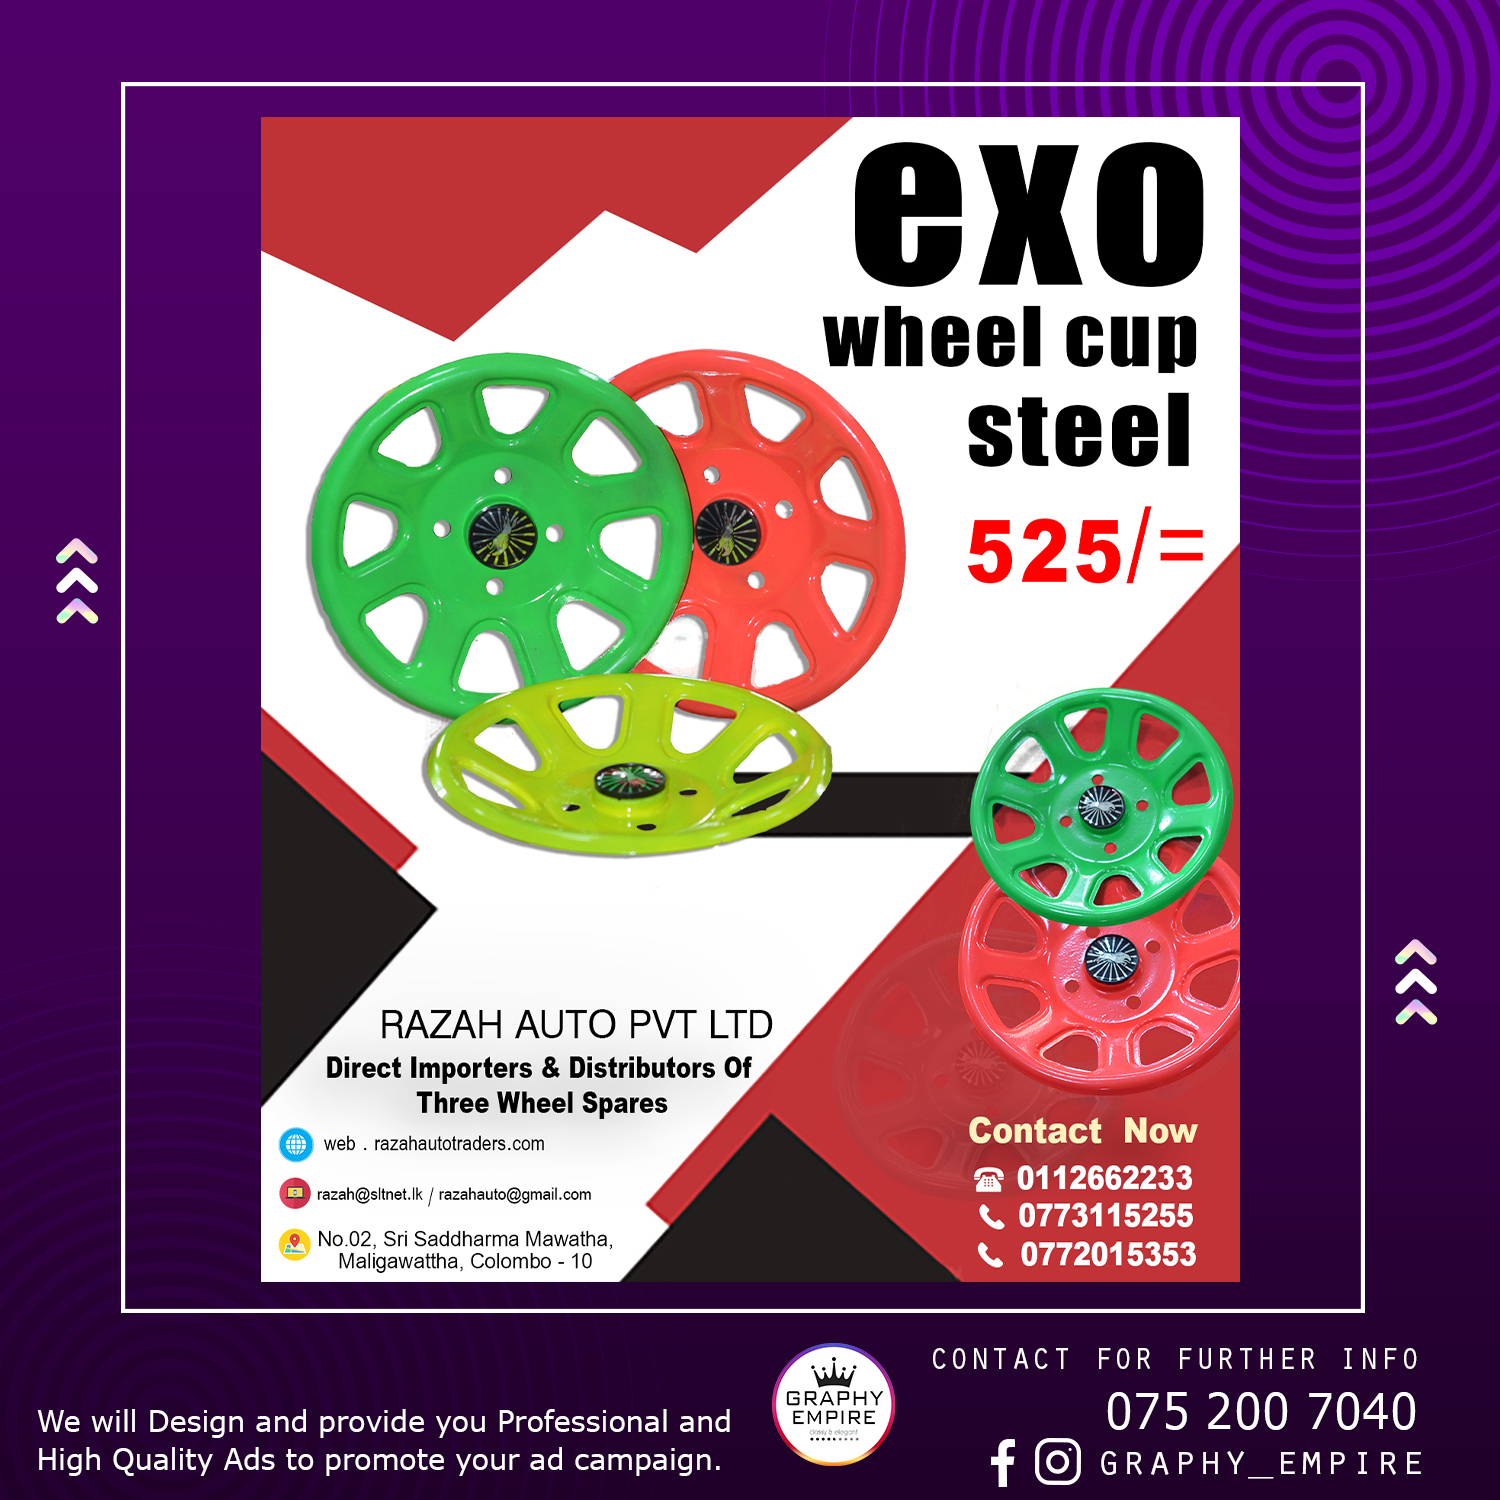 exo
wheel cup
steel
525/=
RAZAH AUTO PVT LTD
Direct Importers & Distributors Of
Three Wheel Spares
web . razahautotraders.com
razah@sltnet.lk / razahauto@gmail.com
No.02, Sri Saddharma Mawatha,
Maligawattha, Colombo - 10
Contact Now
0112662233
0773115255
0772015353
We will Design and provide you Professional and
High Quality Ads to promote your ad campaign.
GRAPHY
EMPIRE
classy & elegant
CONTACT FOR FURTHER INFO
075 200 7040
GRAPHY_EMPIRE